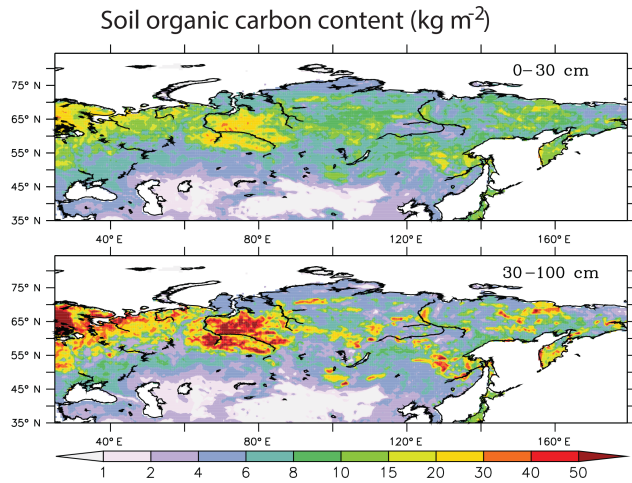 Soil organic carbon content (kg m-2)
0–30 cm
75° N
65° N
55° N
45° N
35° N
40° E 80° E 120° E 160° E
30–100 cm
75° N
65° N
55° N
45° N
35° N
40° E 80° E 120° E 160° E
1 2 4 6 8 10 15 20 30 40 50